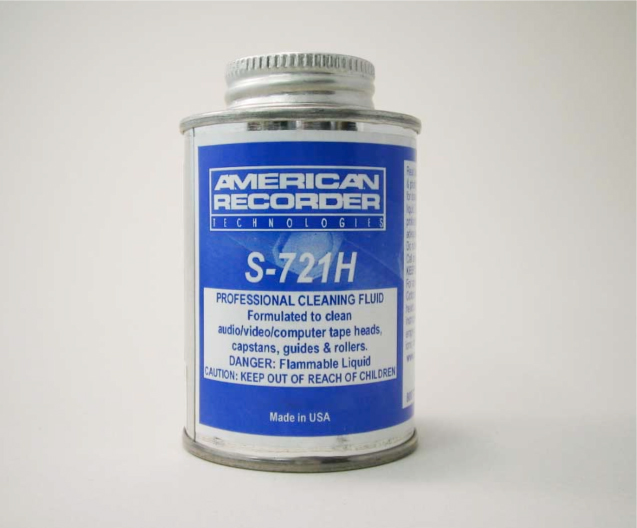 AMERICAN
RECORDER
TECHNOLOGIES
S-721H
PROFESSIONAL CLEANING FLUID
Formulated to clean
audio/video/computer tape heads,
capstans, guides & rollers.
DANGER: Flammable Liquid
CAUTION: KEEP OUT OF REACH OF CHILDREN
Made in USA